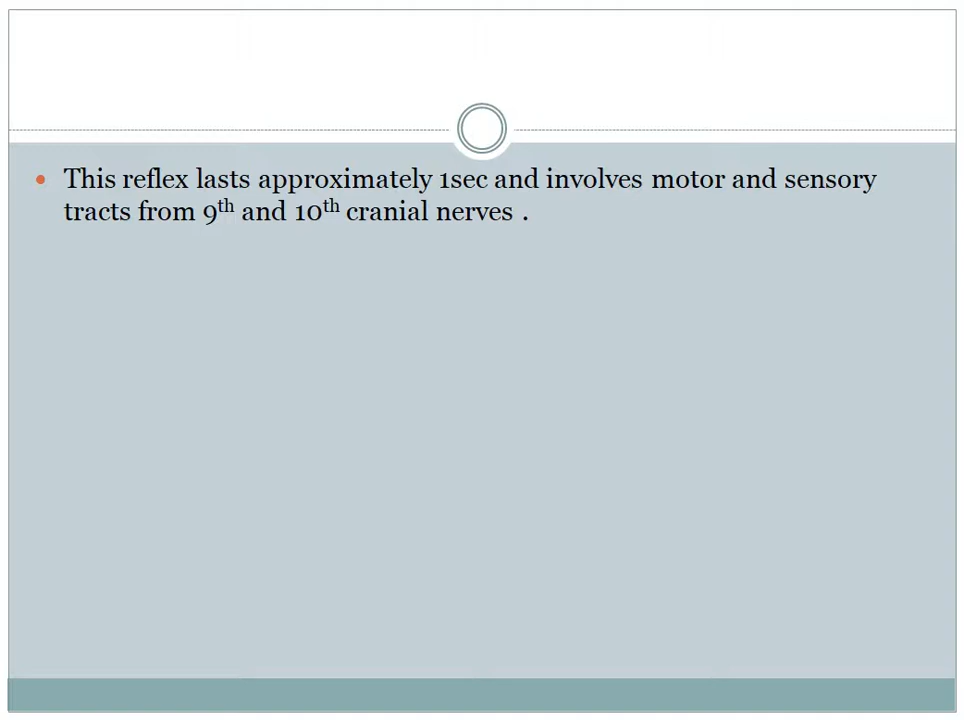 • This reflex lasts approximately 1sec and involves motor and sensory
tracts from 9th and 10th cranial nerves .